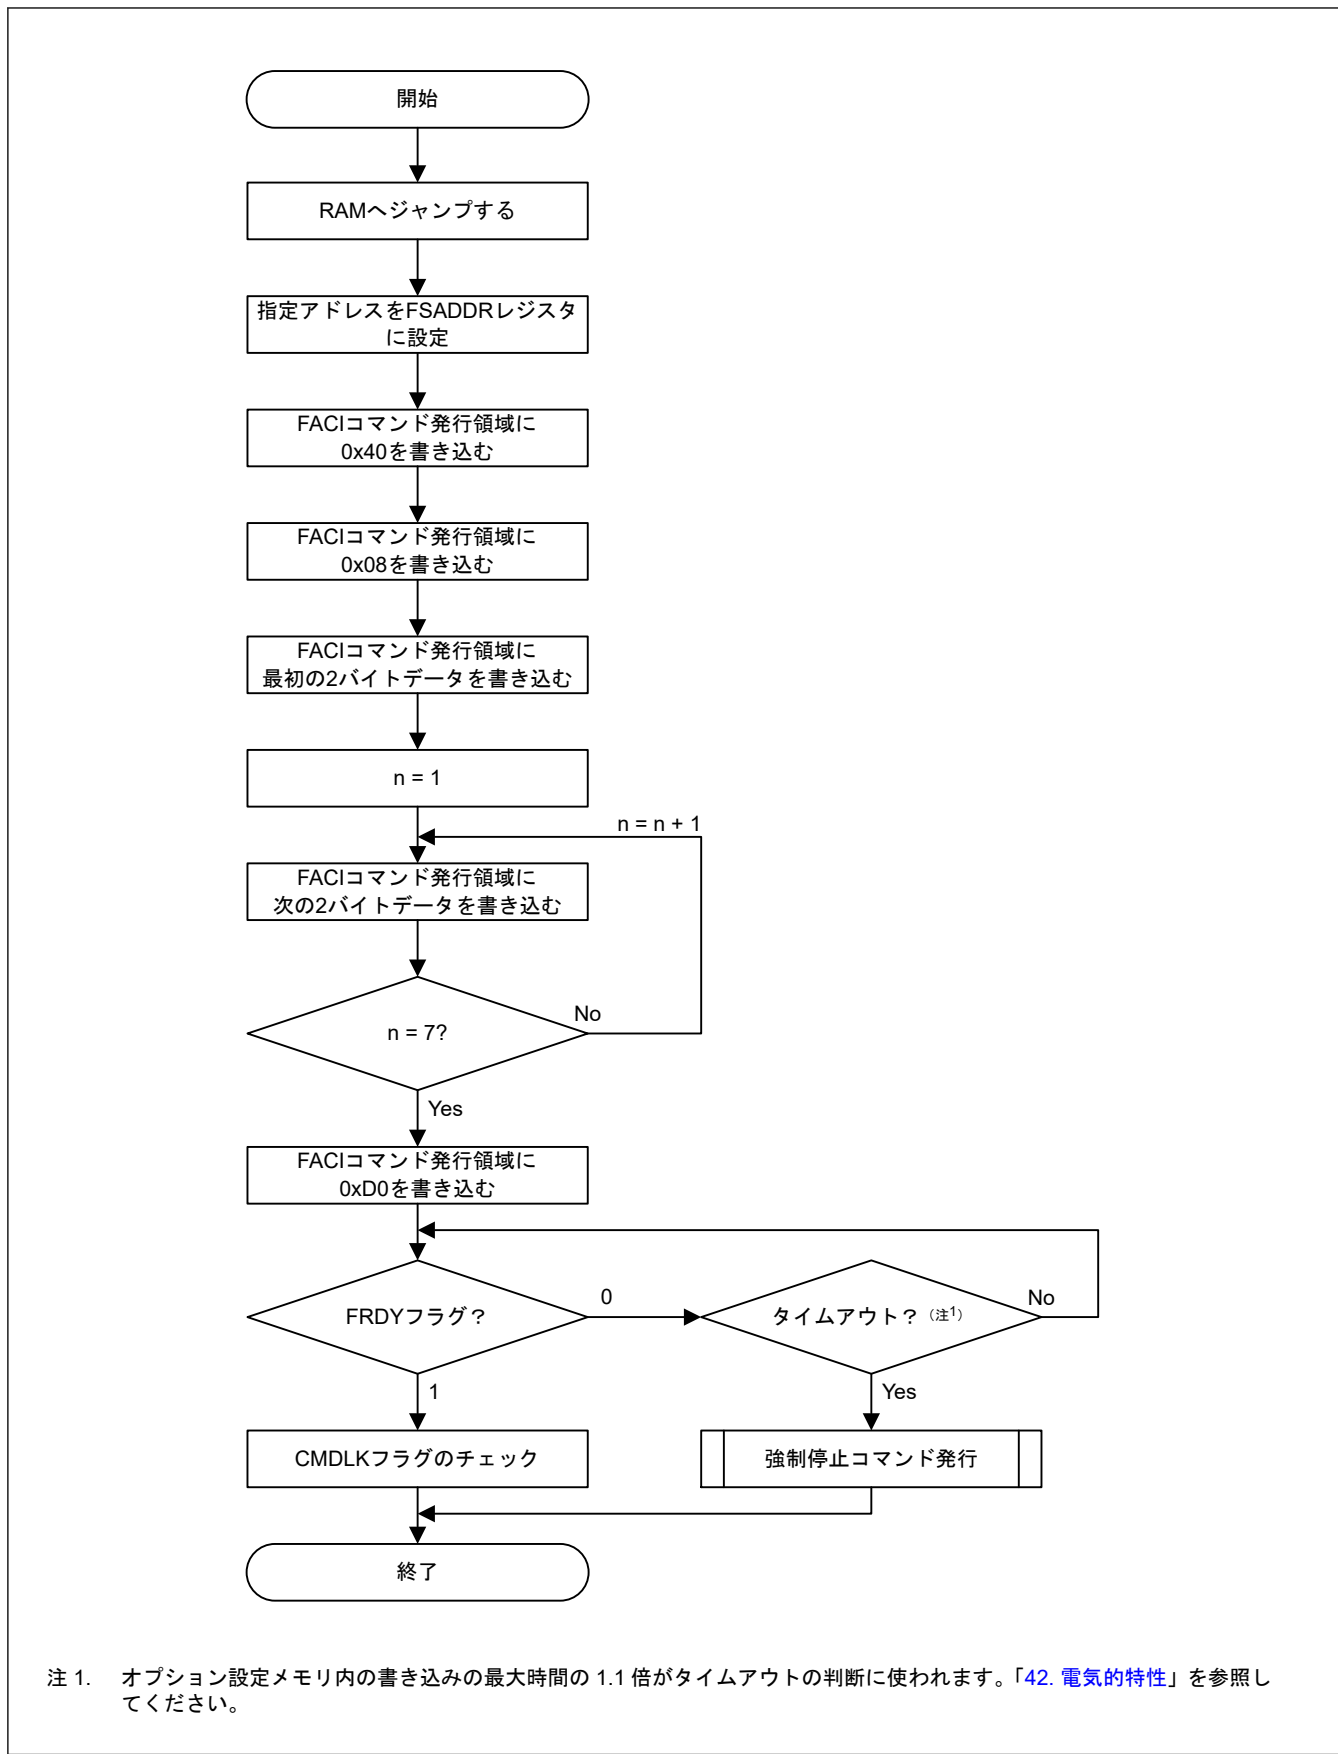 開始
RAMへジャンプする
指定アドレスをFSADDRレジスタ
に設定
FACIコマンド発行領域に
0x40を書き込む
FACIコマンド発行領域に
0x08を書き込む
FACIコマンド発行領域に
最初の2バイトデータを書き込む
n = 1
n = n + 1
FACIコマンド発行領域に
次の2バイトデータを書き込む
n = 7?
No
Yes
FACIコマンド発行領域に
0xD0を書き込む
FRDYフラグ？
0
タイムアウト？（注1）
No
1
Yes
CMDLKフラグのチェック
強制停止コマンド発行
終了
注 1. オプション設定メモリ内の書き込みの最大時間の 1.1 倍がタイムアウトの判断に使われます。「42. 電気的特性」を参照し
てください。